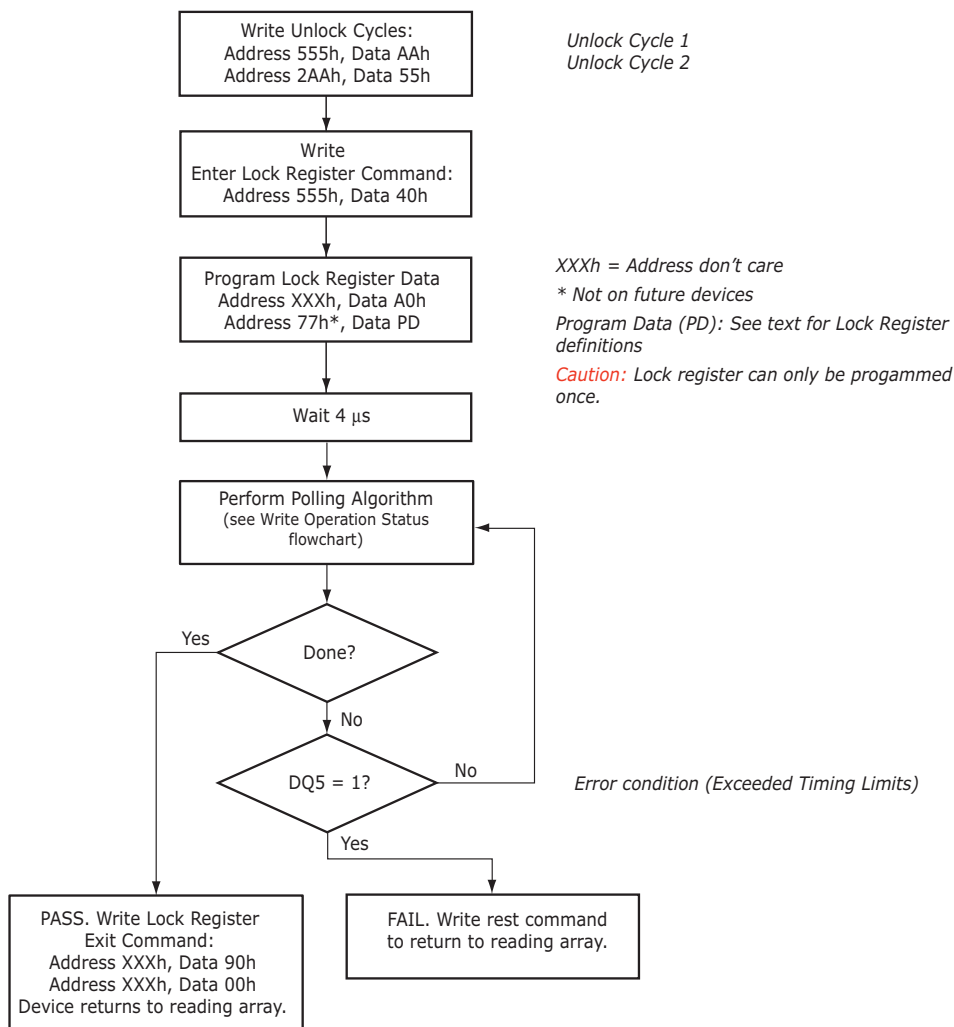 Write Unlock Cycles:
Address 555h, Data AAh
Address 2AAh, Data 55h
Unlock Cycle 1
Unlock Cycle 2
Write
Enter Lock Register Command:
Address 555h, Data 40h
Program Lock Register Data
Address XXXh, Data A0h
Address 77h*, Data PD
XXXh = Address don't care
* Not on future devices
Program Data (PD): See text for Lock Register
definitions
Caution: Lock register can only be progammed
once.
Wait 4 μs
Perform Polling Algorithm
(see Write Operation Status
flowchart)
Yes
Done?
No
DQ5 = 1?
No
Error condition (Exceeded Timing Limits)
Yes
PASS. Write Lock Register
Exit Command:
Address XXXh, Data 90h
Address XXXh, Data 00h
Device returns to reading array.
FAIL. Write rest command
to return to reading array.